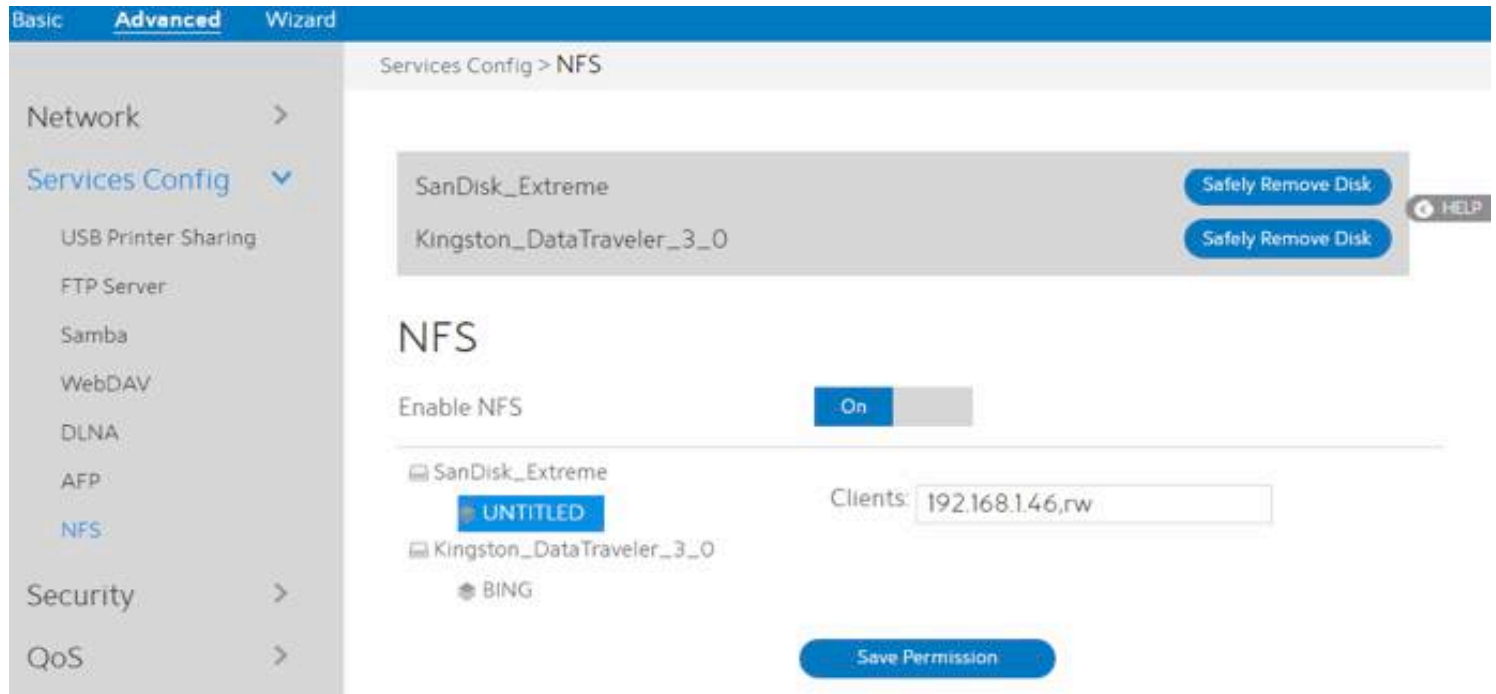 Basic Advanced Wizard
Services Config > NFS
Network
Services Config
USB Printer Sharing
FTP Server
Samba
WebDAV
DLNA
AFP
NFS
Security
QoS
SanDisk_Extreme Safely Remove Disk
HELP
Kingston_DataTraveler_3_0 Safely Remove Disk
NFS
Enable NFS On
SanDisk_Extreme
UNTITLED
Clients: 192.168.1.46,rw
Kingston_DataTraveler_3_0
BING
Save Permission